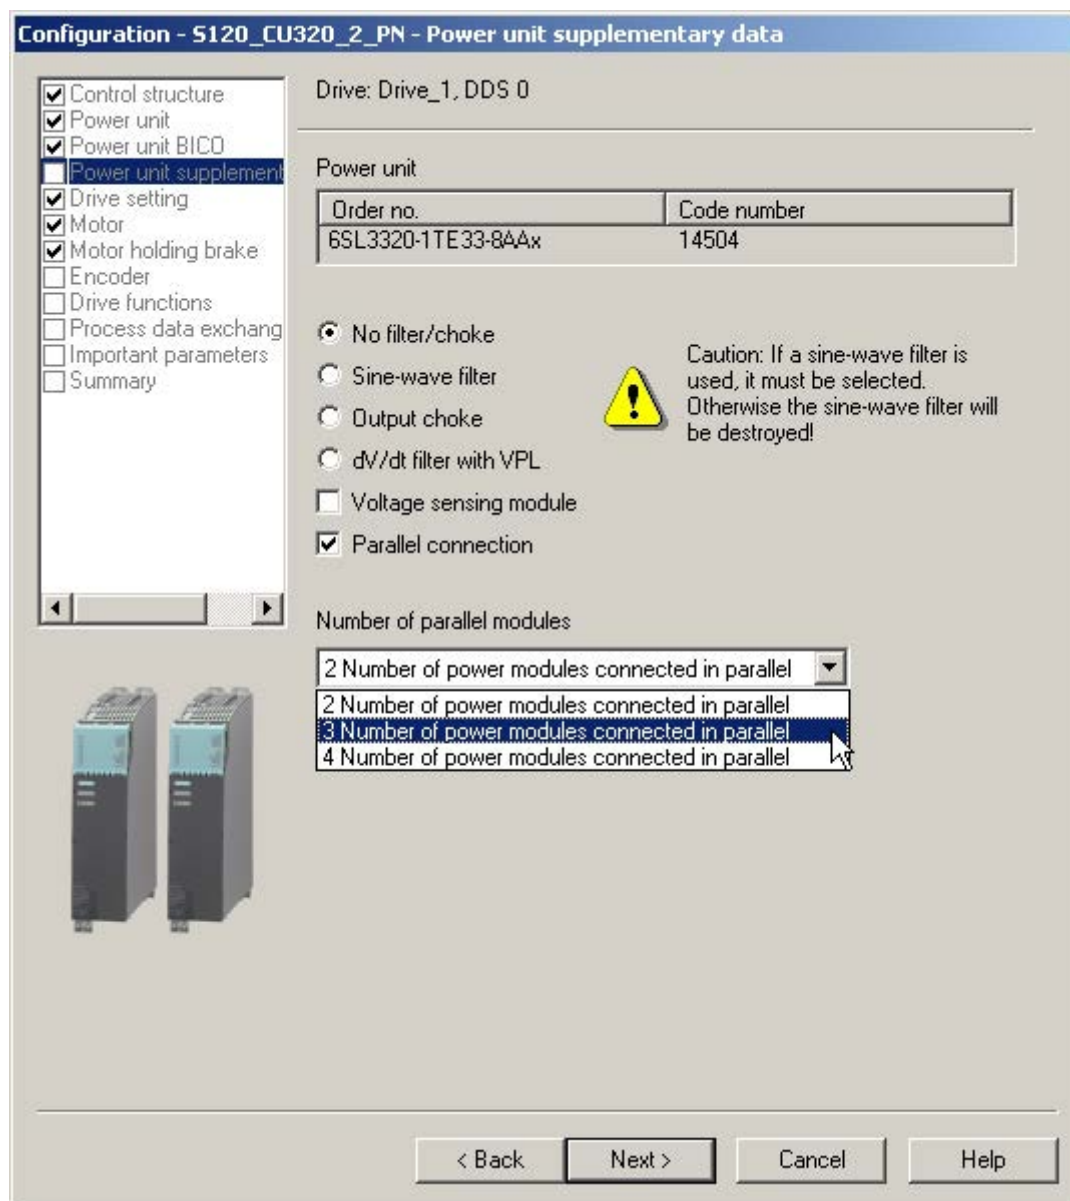 Configuration - S120_CU320_2_PN - Power unit supplementary data
Control structure
Power unit
Power unit BICO
Power unit supplement
Drive setting
Motor
Motor holding brake
Encoder
Drive functions
Process data exchang
Important parameters
Summary
Drive: Drive_1, DDS 0
Power unit
Order no. Code number
6SL3320-1TE33-8AAx 14504
No filter/choke
Sine-wave filter
Output choke
dV/dt filter with VPL
Voltage sensing module
Parallel connection
Caution: If a sine-wave filter is
used, it must be selected.
Otherwise the sine-wave filter will
be destroyed!
Number of parallel modules
2 Number of power modules connected in parallel
2 Number of power modules connected in parallel
3 Number of power modules connected in parallel
4 Number of power modules connected in parallel
< Back Next > Cancel Help